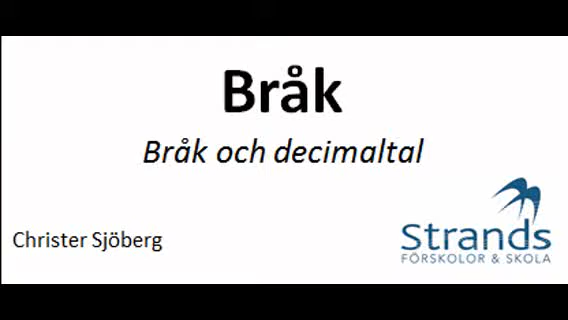 Bråk
Bråk och decimaltal
Christer Sjöberg
Strands
FÖRSKOLOR & SKOLA